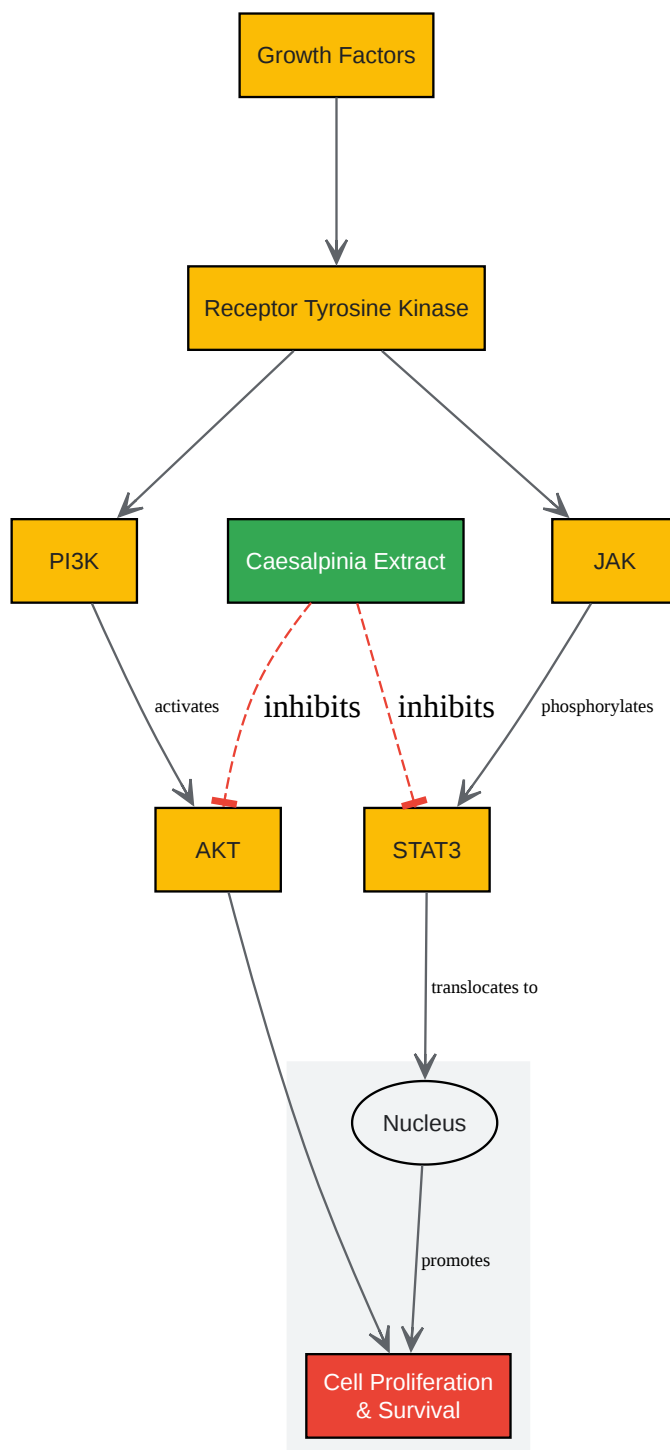 Growth Factors
Receptor Tyrosine Kinase
PI3K
Caesalpinia Extract
JAK
activates
inhibits
inhibits
phosphorylates
AKT
STAT3
translocates to
Nucleus
promotes
Cell Proliferation
& Survival